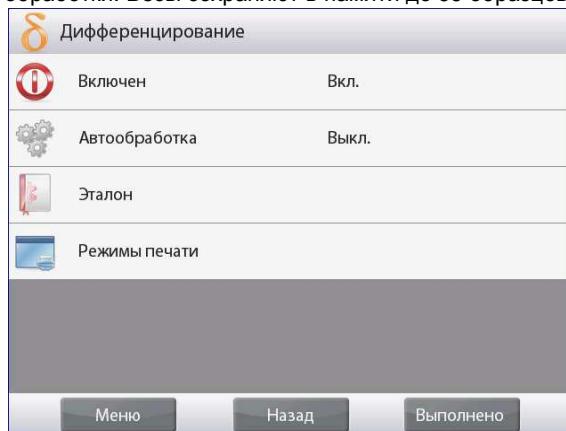 δ Дифференцирование
Включен Вкл.
Автообработка Выкл.
Эталон
Режимы печати
Меню Назад Выполнено